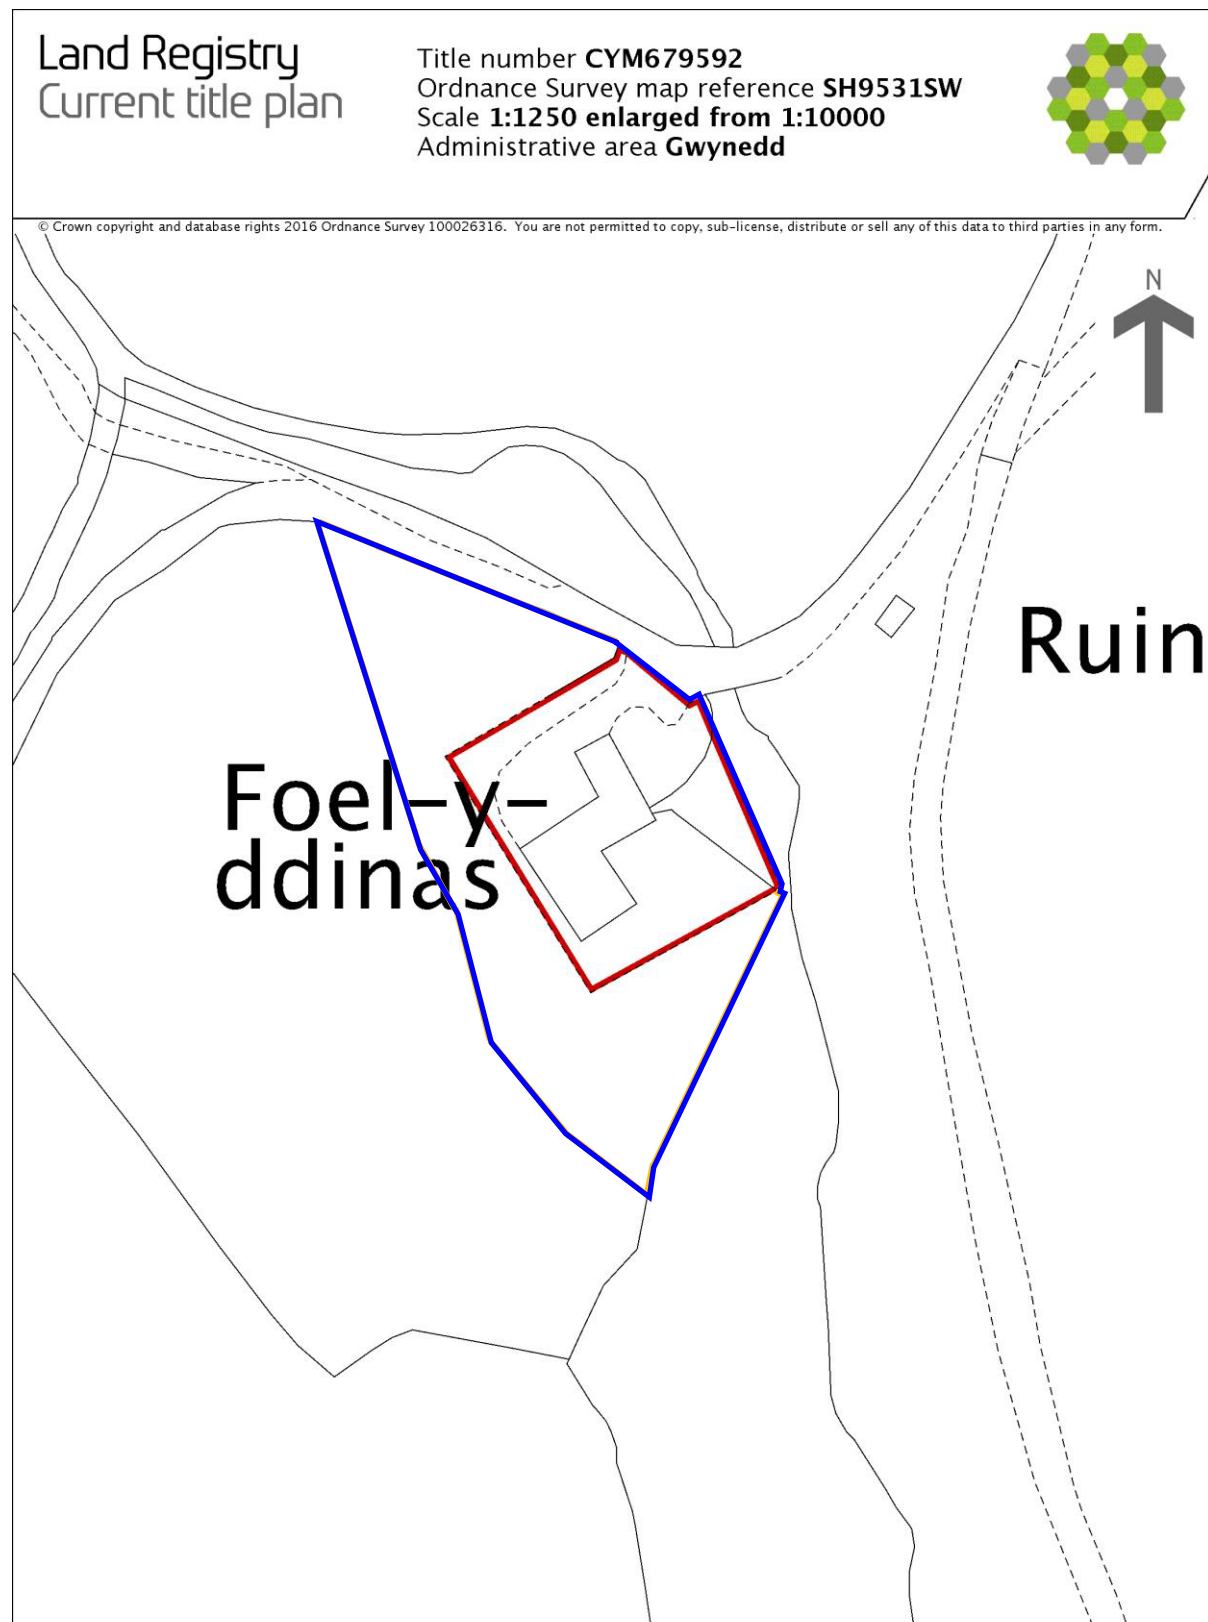 Land Registry
Current title plan
Title number CYM679592
Ordnance Survey map reference SH9531SW
Scale 1:1250 enlarged from 1:10000
Administrative area Gwynedd
© Crown copyright and database rights 2016 Ordnance Survey 100026316. You are not permitted to copy, sub-license, distribute or sell any of this data to third parties in any form.
N
Ruin
Foel-y-
ddinas